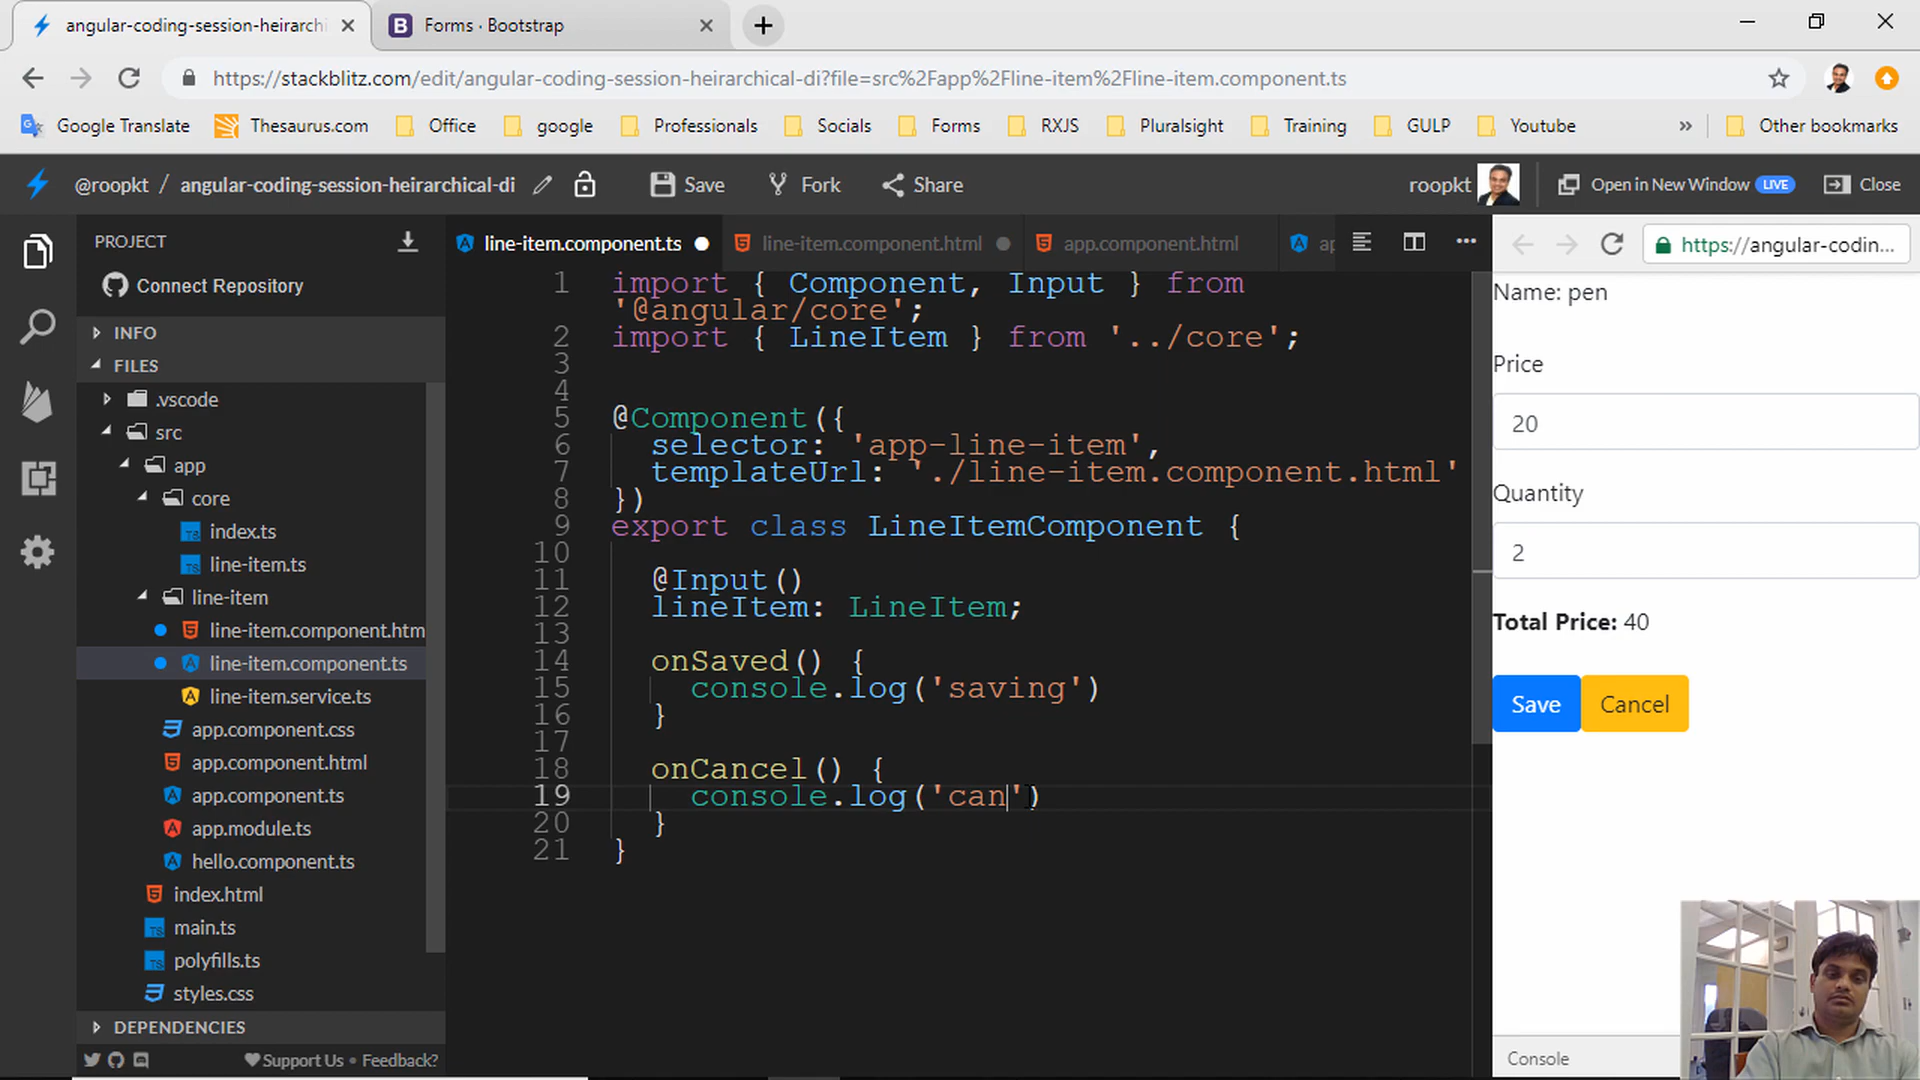 angular-coding-session-heirarchi
Forms · Bootstrap
https://stackblitz.com/edit/angular-coding-session-heirarchical-di?file=src%2Fapp%2Fline-item%2Fline-item.component.ts
Google Translate
Thesaurus.com
Office
google
Professionals
Socials
Forms
RXJS
Pluralsight
Training
GULP
Youtube
»
Other bookmarks
@roopkt / angular-coding-session-heirarchical-di
Save
Fork
Share
roopkt
Open in New Window LIVE
Close
PROJECT
Connect Repository
INFO
FILES
.vscode
src
app
core
index.ts
line-item.ts
line-item
line-item.component.htm
line-item.component.ts
line-item.service.ts
app.component.css
app.component.html
app.component.ts
app.module.ts
hello.component.ts
index.html
main.ts
polyfills.ts
styles.css
DEPENDENCIES
Support Us • Feedback?
line-item.component.ts
line-item.component.html
app.component.html
ap
1 import { Component, Input } from
'@angular/core';
2 import { LineItem } from '../core';
3
4
5 @Component({
6 selector: 'app-line-item',
7 templateUrl: './line-item.component.html'
8 })
9 export class LineItemComponent {
10
11 @Input()
12 lineItem: LineItem;
13
14 onSaved() {
15 console.log('saving')
16 }
17
18 onCancel() {
19 console.log('can')
20 }
21 }
https://angular-codin...
Name: pen
Price
20
Quantity
2
Total Price: 40
Save
Cancel
Console